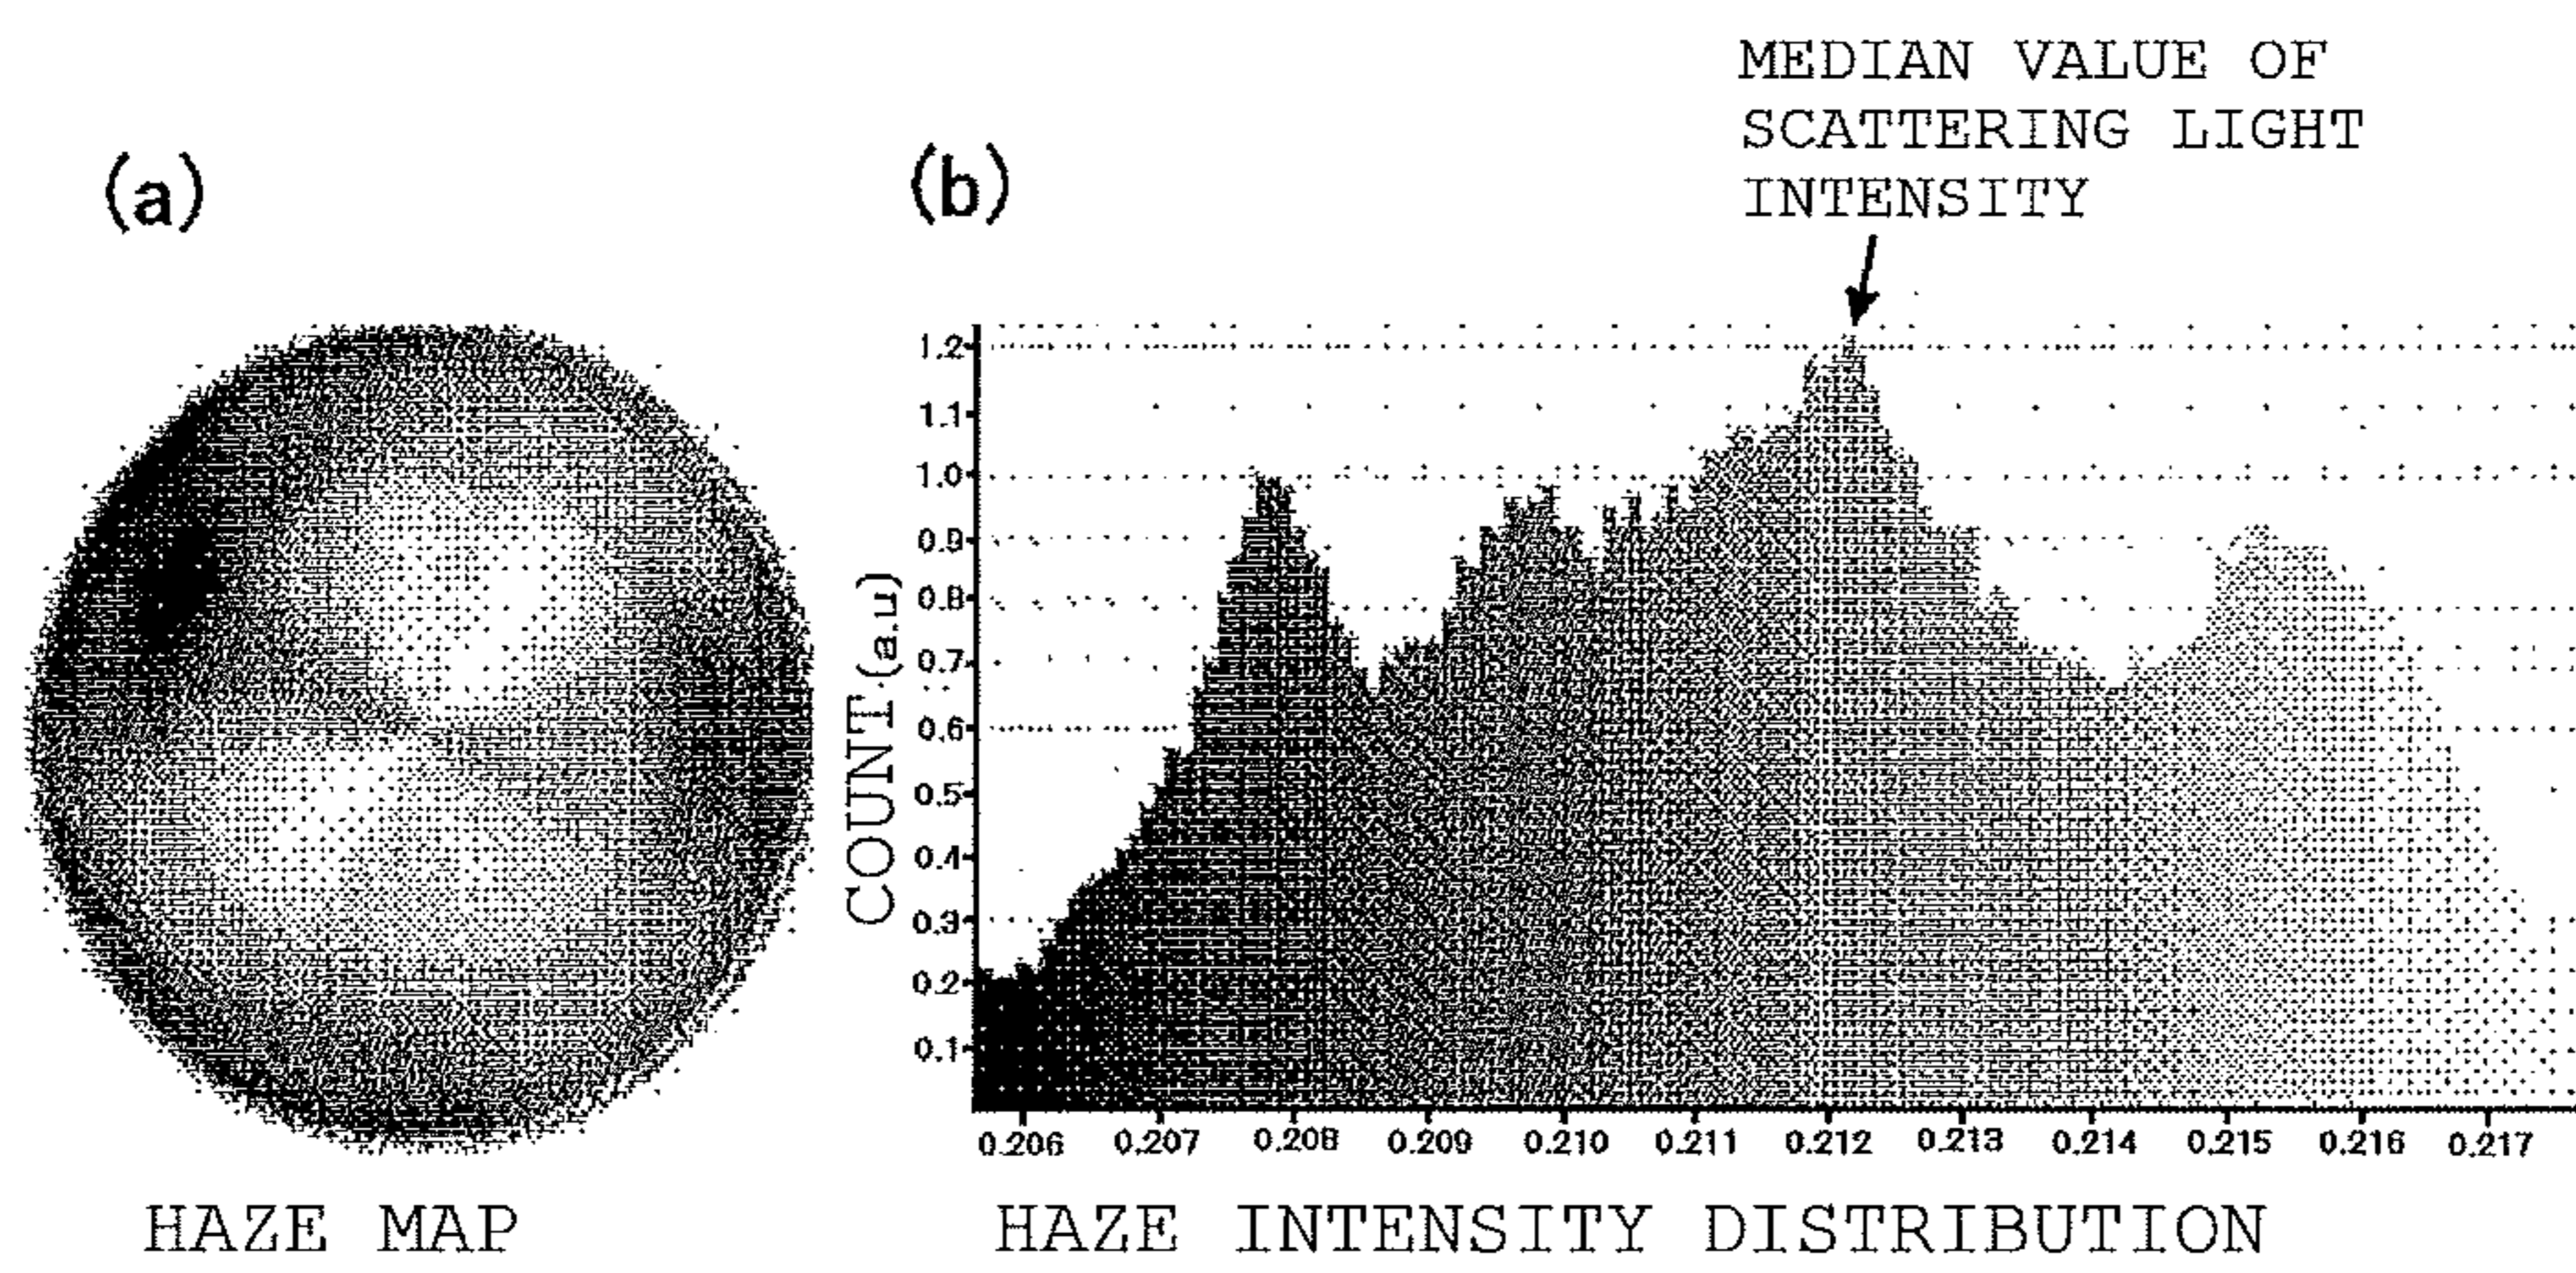 (a)
HAZE MAP
(b)
MEDIAN VALUE OF
SCATTERING LIGHT
INTENSITY
COUNT (a.u)
1.2
1.1
1.0
0.9
0.8
0.7
0.6
0.5
0.4
0.3
0.2
0.1
0.206 0.207 0.208 0.209 0.210 0.211 0.212 0.213 0.214 0.215 0.216 0.217
HAZE INTENSITY DISTRIBUTION